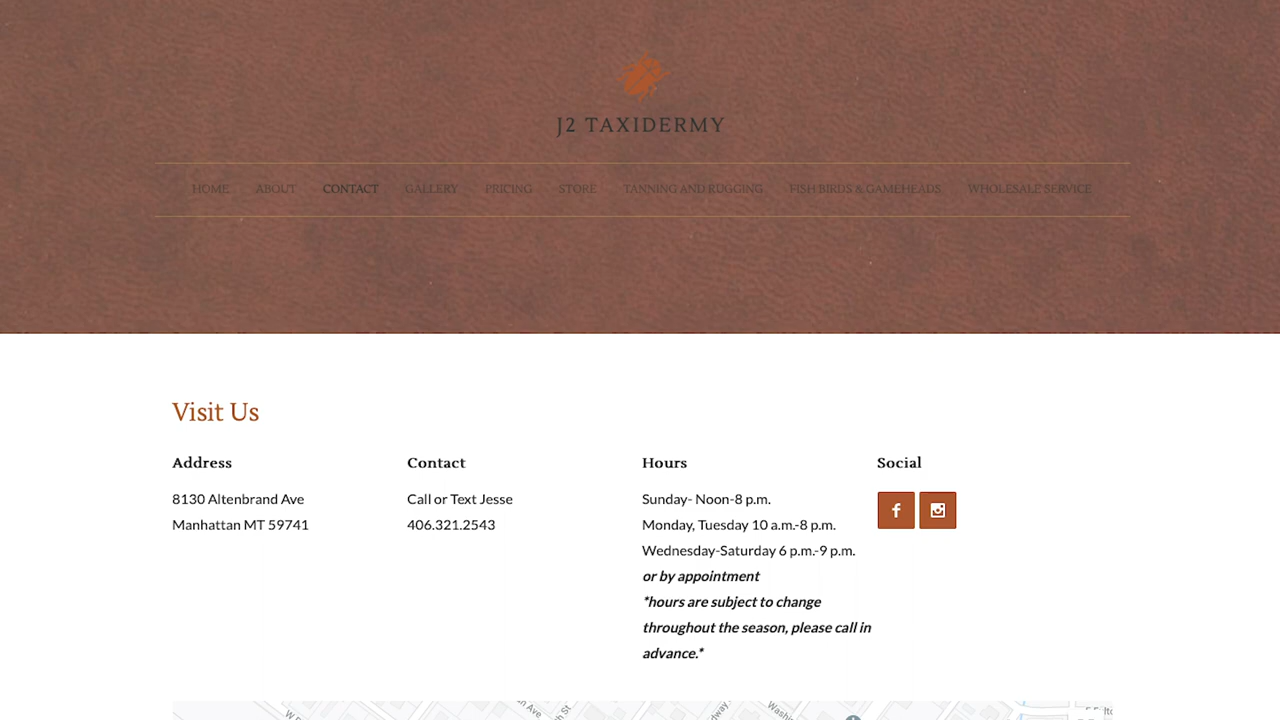 J2 TAXIDERMY
HOME ABOUT CONTACT GALLERY PRICING STORE TANNING AND RUGGING FISH BIRDS & GAMEHEADS WHOLESALE SERVICE
Visit Us
Address
8130 Altenbrand Ave
Manhattan MT 59741
Contact
Call or Text Jesse
406.321.2543
Hours
Sunday- Noon-8 p.m.
Monday, Tuesday 10 a.m.-8 p.m.
Wednesday-Saturday 6 p.m.-9 p.m.
or by appointment
*hours are subject to change
throughout the season, please call in
advance.*
Social